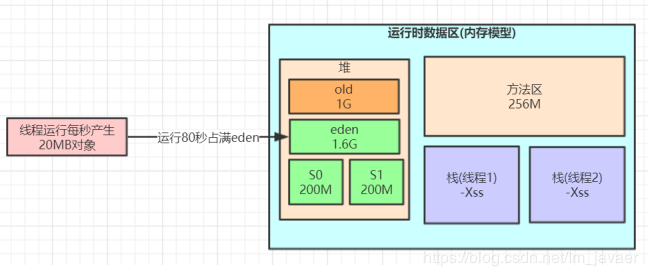 运行时数据区(内存模型)
堆
old
1G
eden
1.6G
S0
200M
S1
200M
方法区
256M
栈(线程1)
-Xss
栈(线程2)
-Xss
线程运行每秒产生
20MB对象
运行80秒占满eden
https://blog.csdn.net/lm_javaer